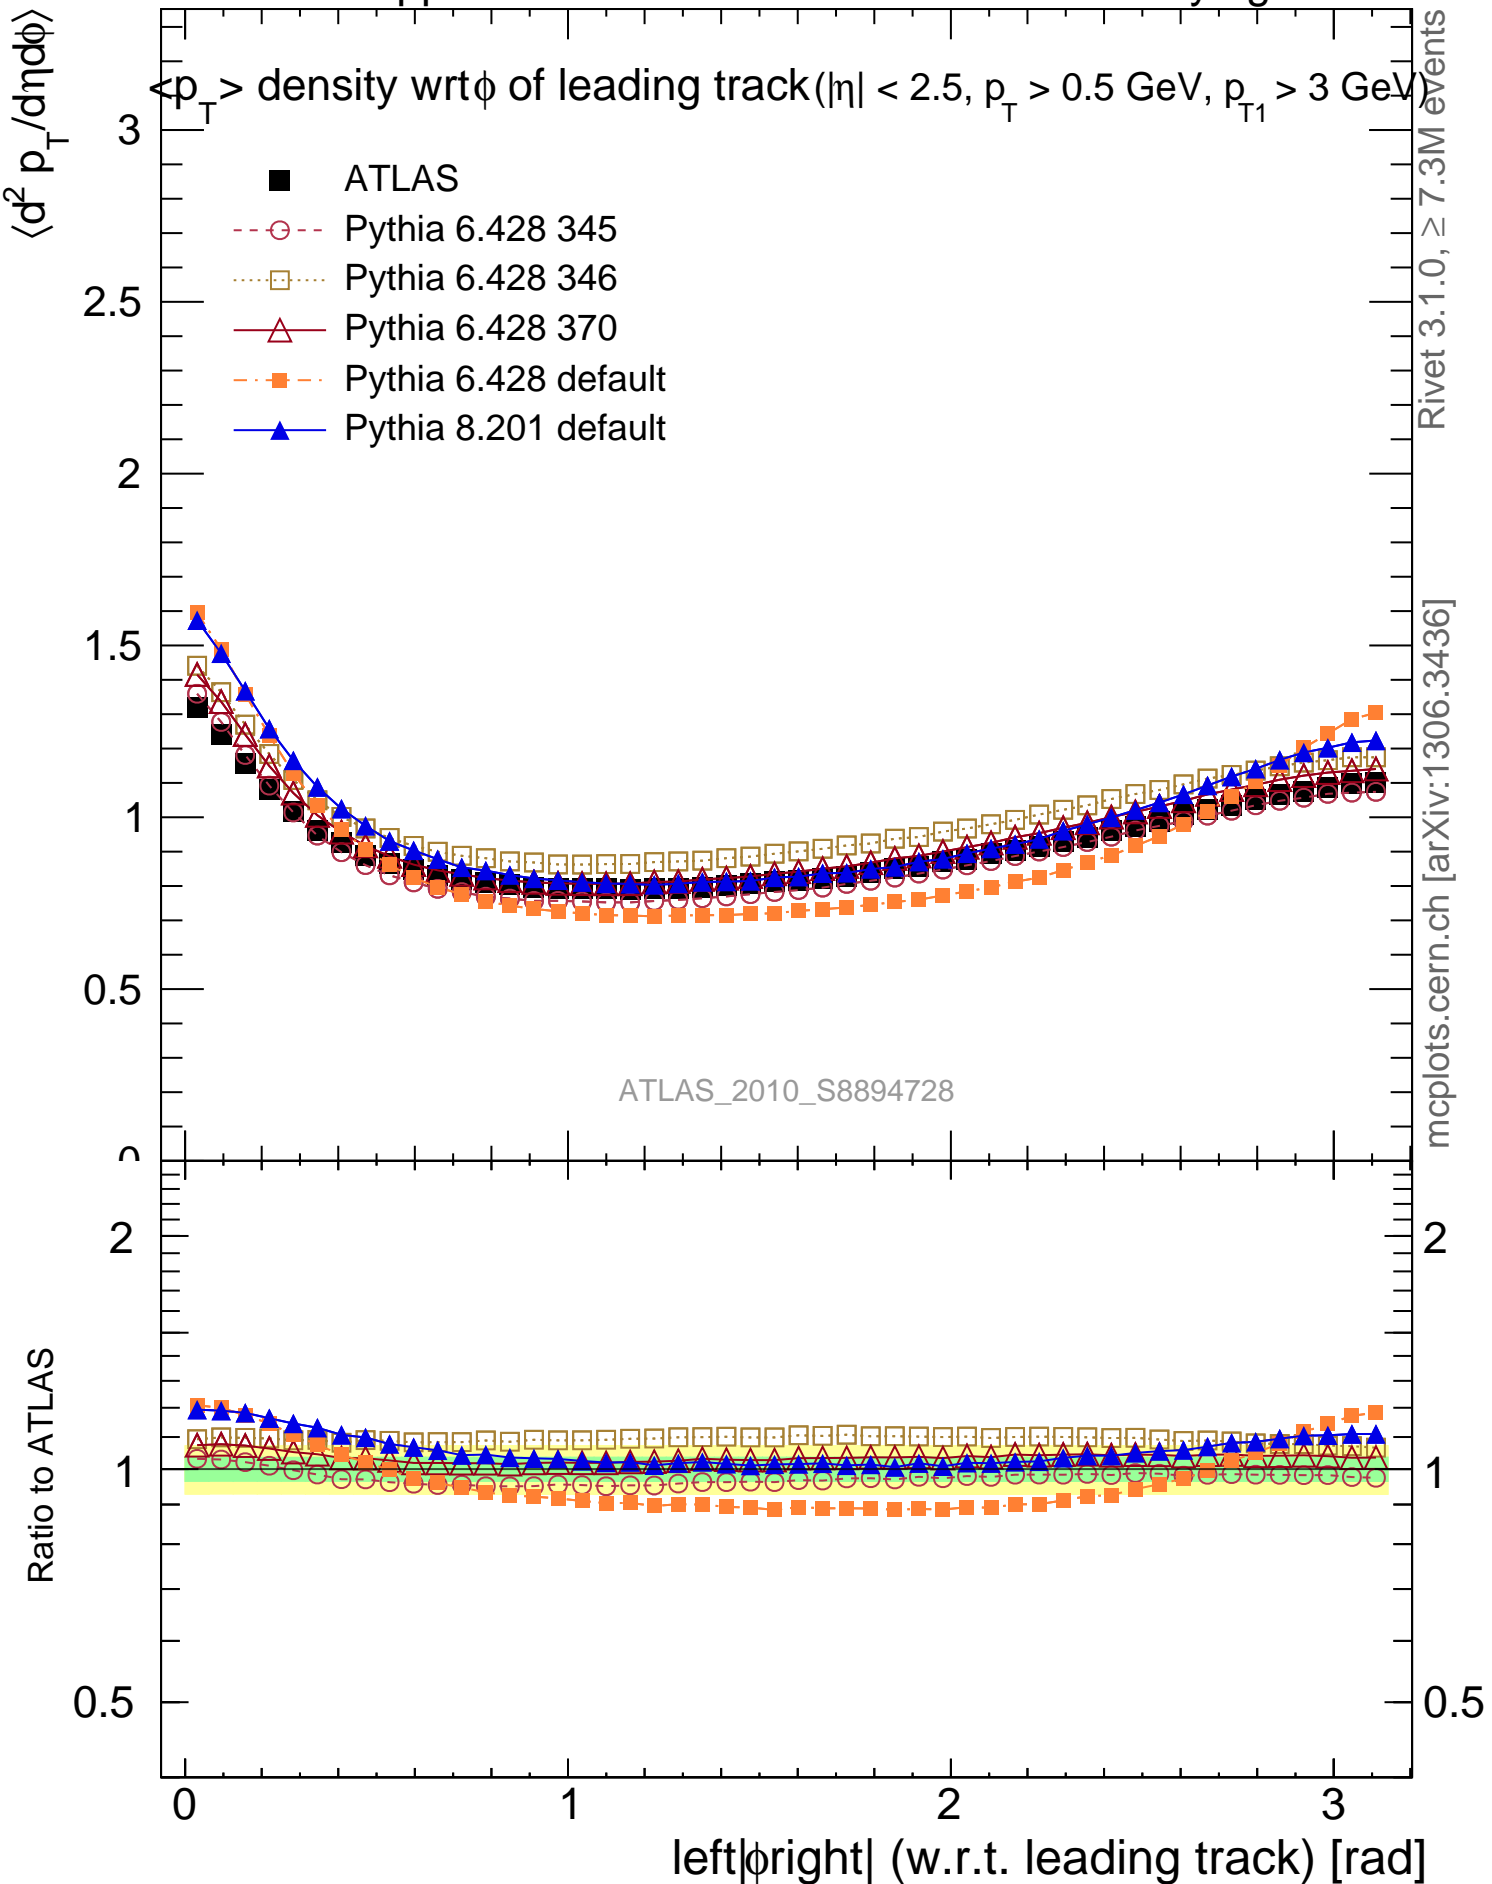 <p_T> density wrt ϕ of leading track (|η| < 2.5, p_T > 0.5 GeV, p_T1 > 3 GeV)
⟨d² p_T/dηdϕ⟩
ATLAS
Pythia 6.428 345
Pythia 6.428 346
Pythia 6.428 370
Pythia 6.428 default
Pythia 8.201 default
3
2.5
2
1.5
1
0.5
0
ATLAS_2010_S8894728
Rivet 3.1.0, ≥ 7.3M events
mcplots.cern.ch [arXiv:1306.3436]
Ratio to ATLAS
2
1
0.5
2
1
0.5
0 1 2 3
left|ϕright| (w.r.t. leading track) [rad]